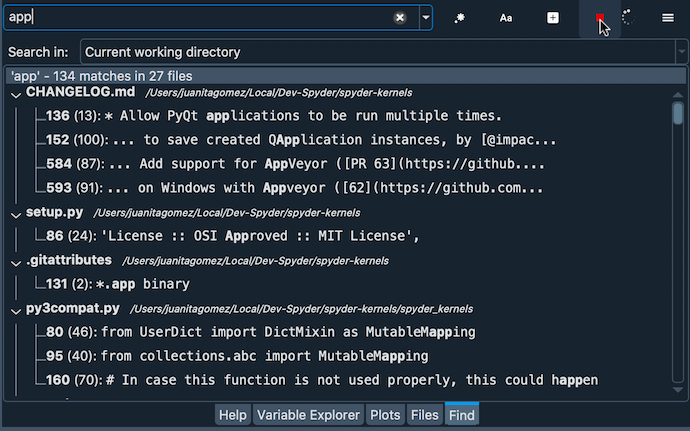 app
Aa
Search in: Current working directory
'app' - 134 matches in 27 files
CHANGELOG.md /Users/juanitagomez/Local/Dev-Spyder/spyder-kernels
136 (13): * Allow PyQt applications to be run multiple times.
152 (100): ... to save created QApplication instances, by [@impac...
584 (87): ... Add support for AppVeyor ([PR 63](https://github....
593 (91): ... on Windows with Appveyor ([62](https://github.com...
setup.py /Users/juanitagomez/Local/Dev-Spyder/spyder-kernels
86 (24): 'License :: OSI Approved :: MIT License',
.gitattributes /Users/juanitagomez/Local/Dev-Spyder/spyder-kernels
131 (2): *.app binary
py3compat.py /Users/juanitagomez/Local/Dev-Spyder/spyder-kernels/spyder_kernels
80 (46): from UserDict import DictMixin as MutableMapping
95 (40): from collections.abc import MutableMapping
160 (70): # In case this function is not used properly, this could happen
Help Variable Explorer Plots Files Find